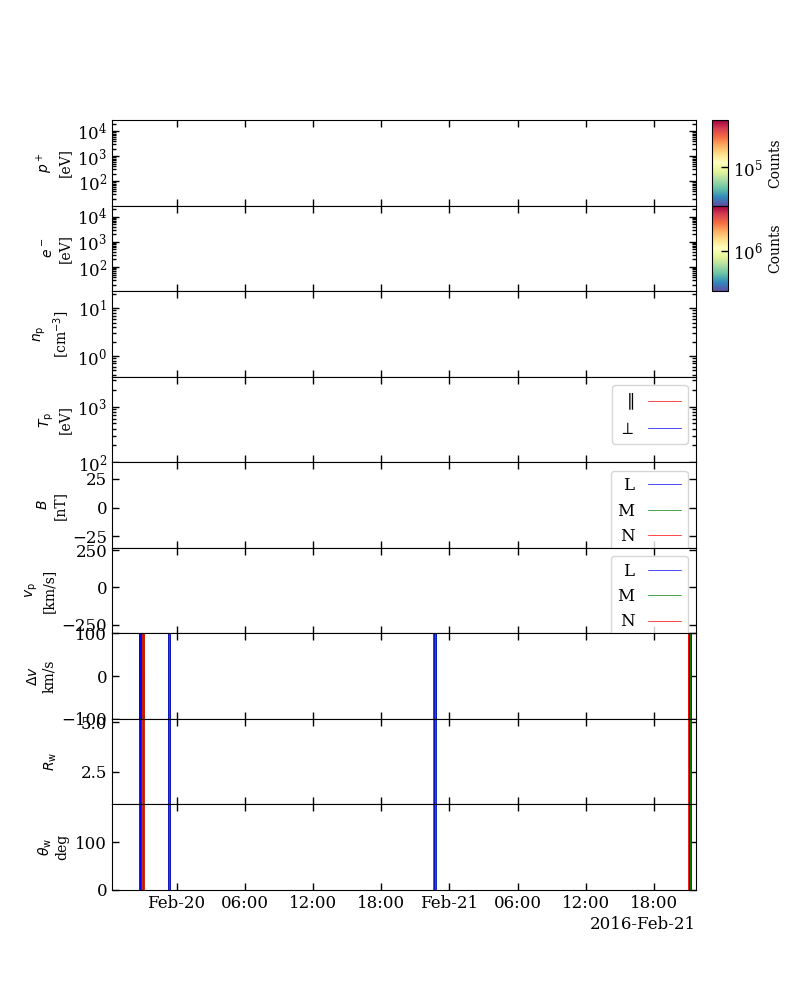 10^4
10^3
10^2
p^+
[eV]
10^5
Counts
10^4
10^3
10^2
e^-
[eV]
10^6
Counts
10^1
10^0
n_p
[cm^−3]
10^3
10^2
T_p
[eV]
∥
⊥
25
0
−25
B
[nT]
L
M
N
250
0
−250
v_p
[km/s]
L
M
N
100
0
−100
Δv
km/s
5.0
2.5
R_w
100
0
θ_w
deg
Feb-20 06:00 12:00 18:00 Feb-21 06:00 12:00 18:00
2016-Feb-21